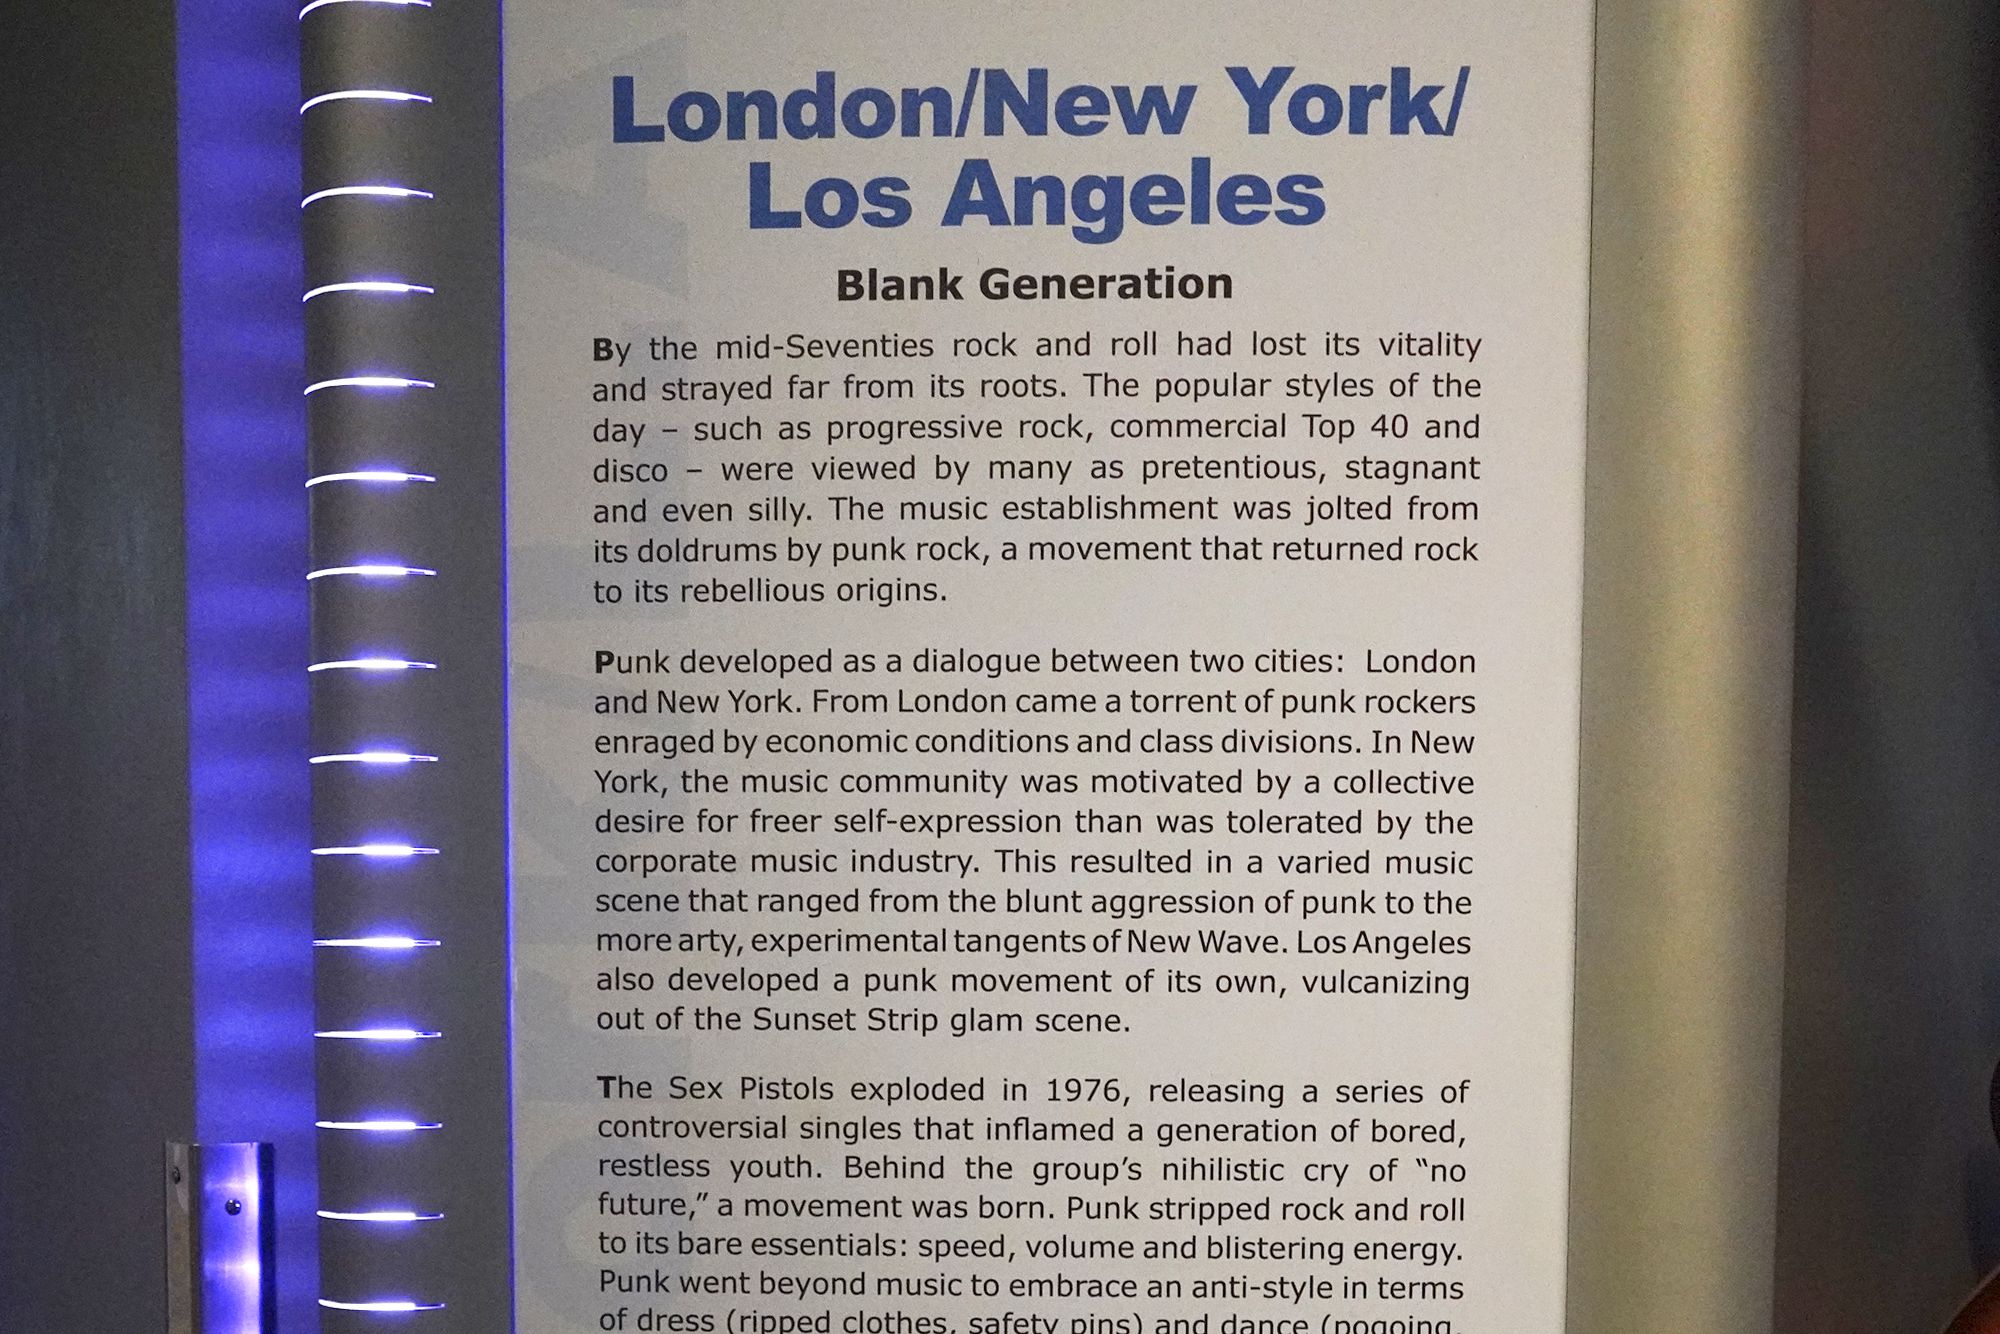 London/New York/
Los Angeles
Blank Generation
By the mid-Seventies rock and roll had lost its vitality
and strayed far from its roots. The popular styles of the
day – such as progressive rock, commercial Top 40 and
disco – were viewed by many as pretentious, stagnant
and even silly. The music establishment was jolted from
its doldrums by punk rock, a movement that returned rock
to its rebellious origins.
Punk developed as a dialogue between two cities: London
and New York. From London came a torrent of punk rockers
enraged by economic conditions and class divisions. In New
York, the music community was motivated by a collective
desire for freer self-expression than was tolerated by the
corporate music industry. This resulted in a varied music
scene that ranged from the blunt aggression of punk to the
more arty, experimental tangents of New Wave. Los Angeles
also developed a punk movement of its own, vulcanizing
out of the Sunset Strip glam scene.
The Sex Pistols exploded in 1976, releasing a series of
controversial singles that inflamed a generation of bored,
restless youth. Behind the group’s nihilistic cry of “no
future,” a movement was born. Punk stripped rock and roll
to its bare essentials: speed, volume and blistering energy.
Punk went beyond music to embrace an anti-style in terms
of dress (ripped clothes, safety pins) and dance (pogoing,